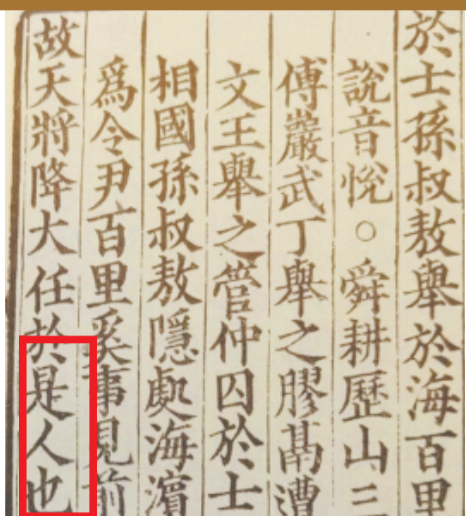 於士孫叔敖舉於海百里
說音悅○舜耕歷山三
傅巖武丁舉之膠鬲遭
文王舉之管仲囚於士
相國孫叔敖隱處海濱
爲令尹百里奚事見前
故天將降大任於是人也